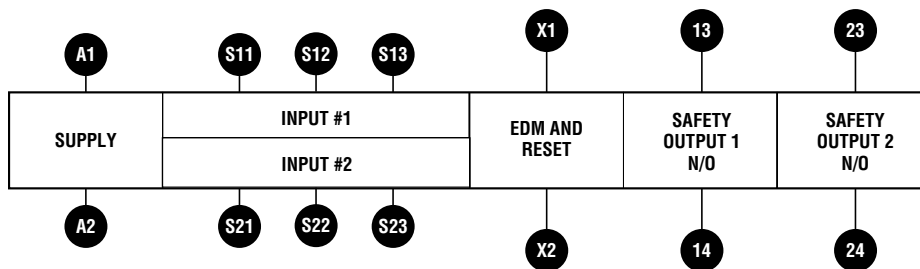 X1 13 23
A1 S11 S12 S13
SUPPLY
INPUT #1
INPUT #2
EDM AND
RESET
SAFETY
OUTPUT 1
N/O
SAFETY
OUTPUT 2
N/O
A2 S21 S22 S23
X2 14 24